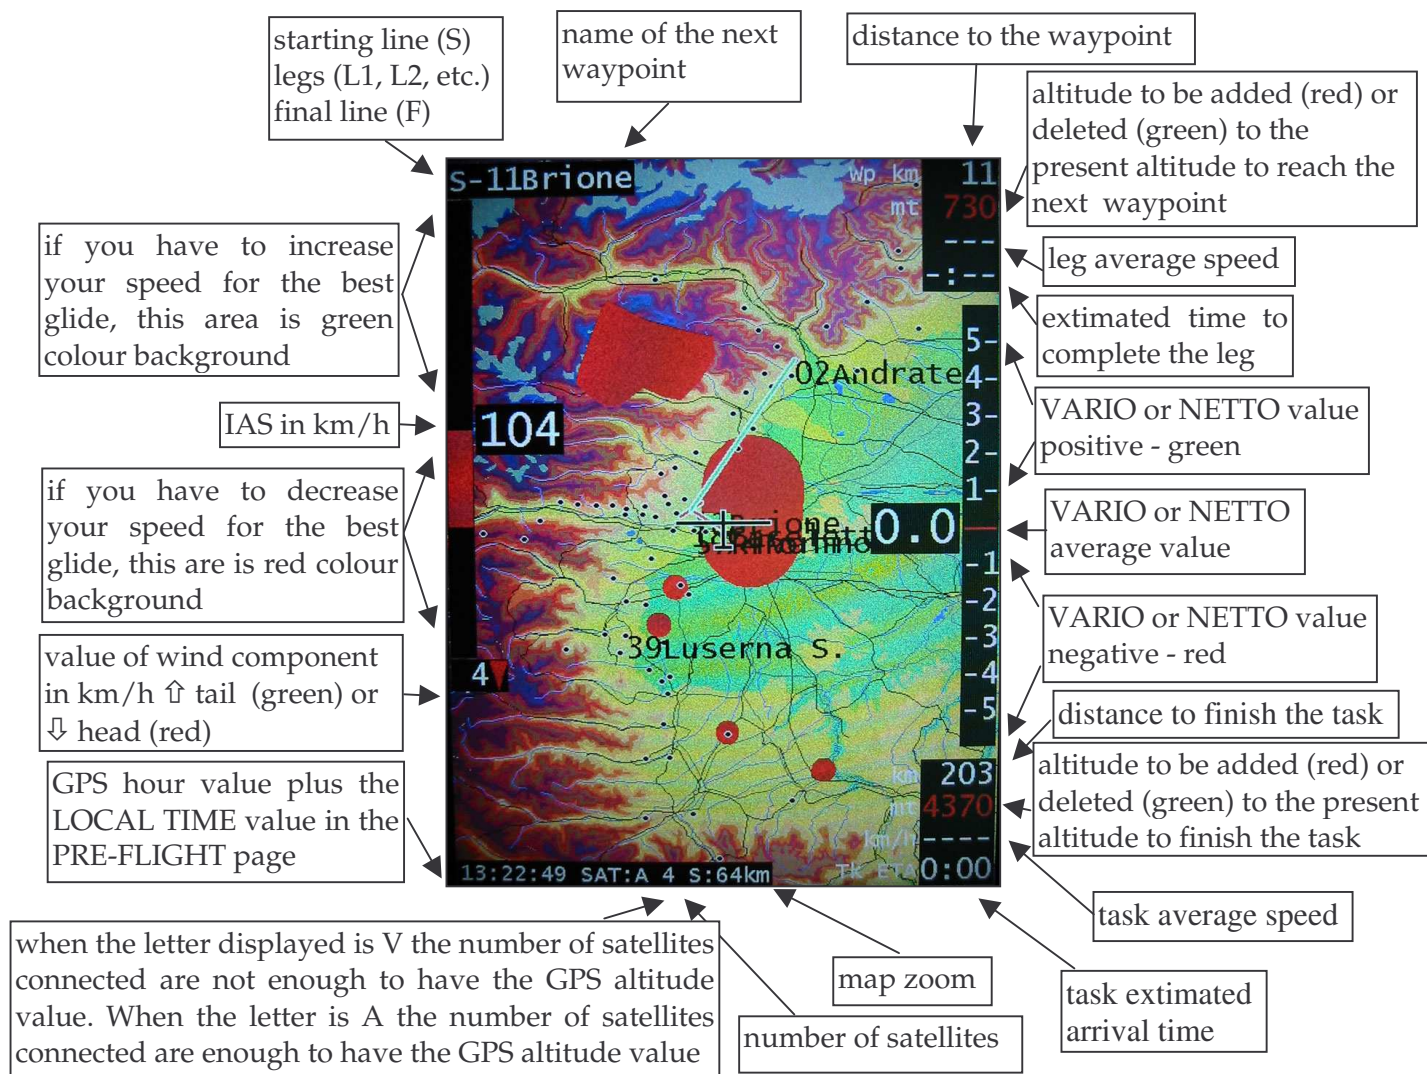 starting line (S)
legs (L1, L2, etc.)
final line (F)
name of the next
waypoint
distance to the waypoint
altitude to be added (red) or
deleted (green) to the
present altitude to reach the
next waypoint
if you have to increase
your speed for the best
glide, this area is green
colour background
leg average speed
extimated time to
complete the leg
IAS in km/h
VARIO or NETTO value
positive - green
if you have to decrease
your speed for the best
glide, this are is red colour
background
VARIO or NETTO
average value
VARIO or NETTO value
negative - red
value of wind component
in km/h ⇧ tail (green) or
⇩ head (red)
distance to finish the task
GPS hour value plus the
LOCAL TIME value in the
PRE-FLIGHT page
altitude to be added (red) or
deleted (green) to the present
altitude to finish the task
task average speed
when the letter displayed is V the number of satellites
connected are not enough to have the GPS altitude
value. When the letter is A the number of satellites
connected are enough to have the GPS altitude value
map zoom
number of satellites
task extimated
arrival time
S-11Brione
Wp km 11
mt 730
---
-:--
5-
02Andrate
4-
3-
104
2-
1-
0.0
-1
-2
-3
39Luserna S.
-4
4
-5
km 203
mt 4370
km/h ----
Tk ETA 0:00
13:22:49 SAT:A 4 S:64km